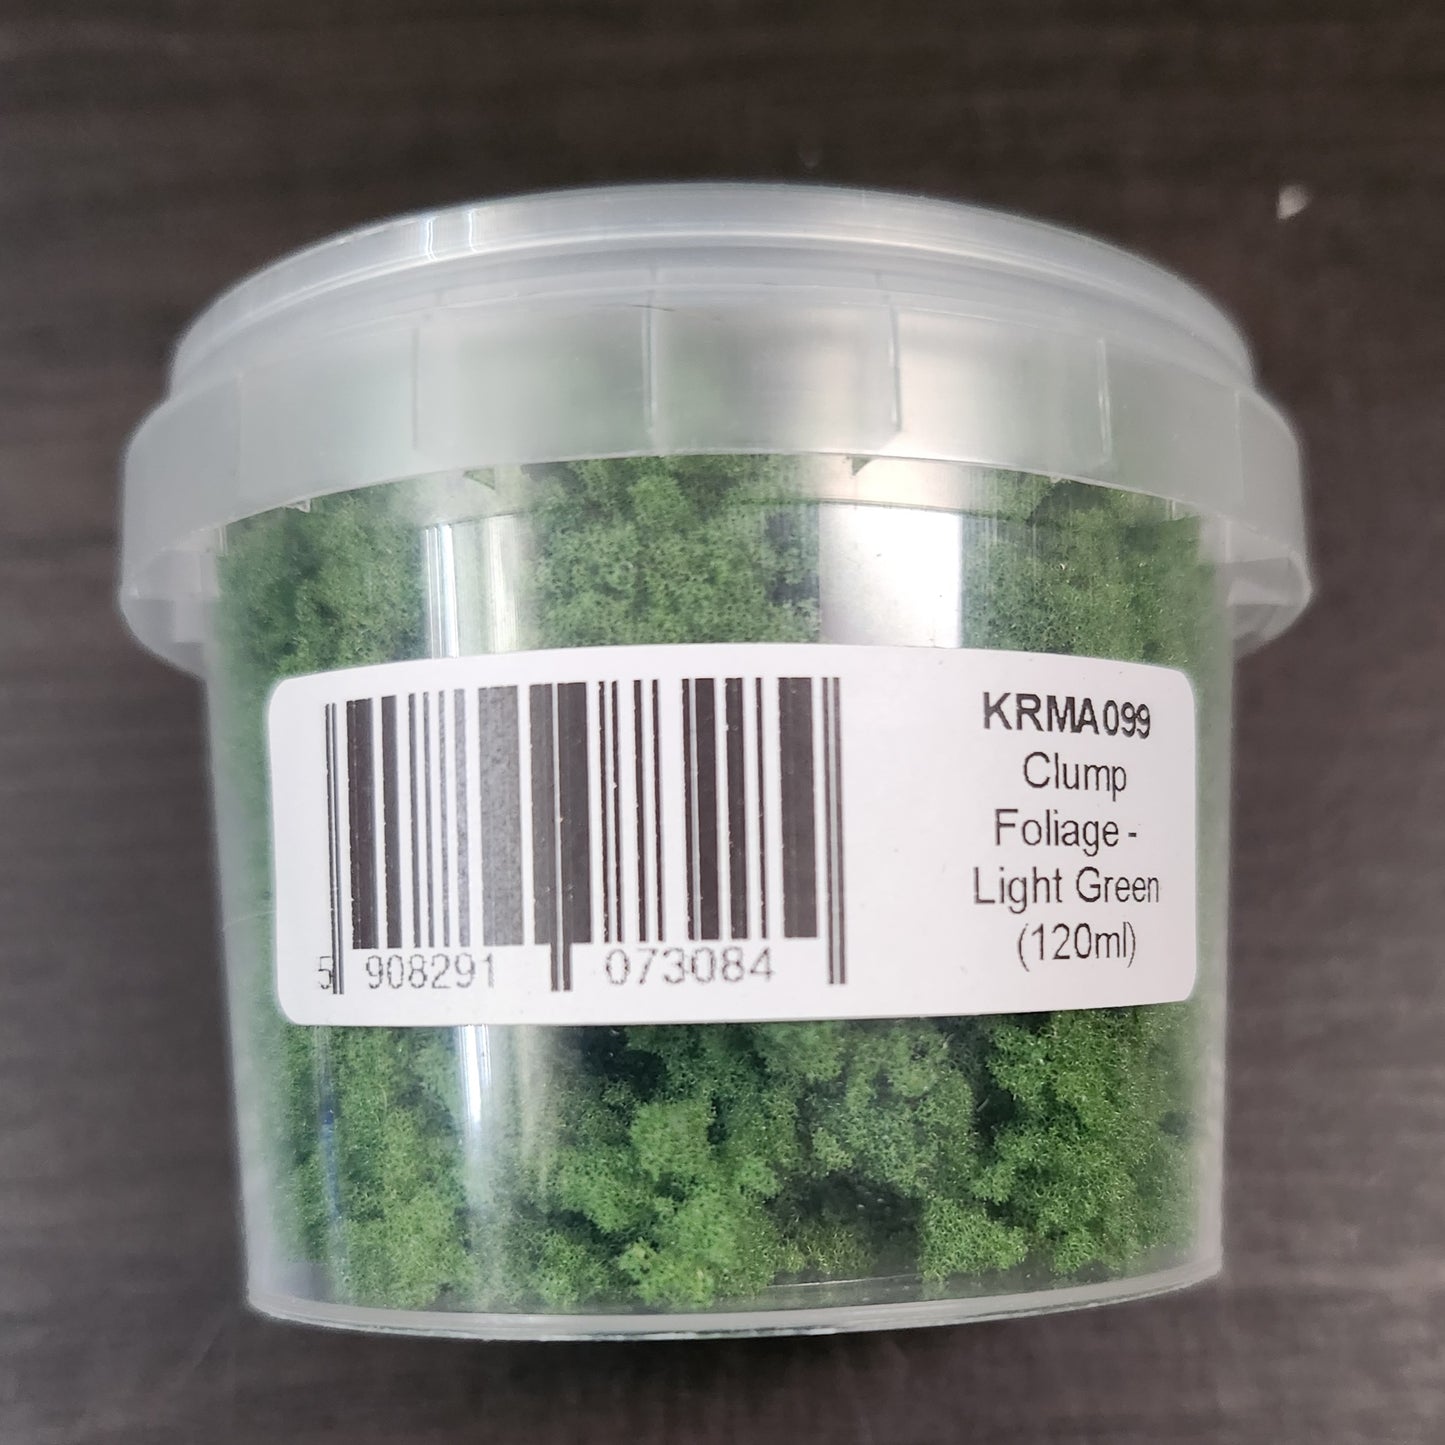 KRMA099
Clump
Foliage -
Light Green
(120ml)
5 908291 073084